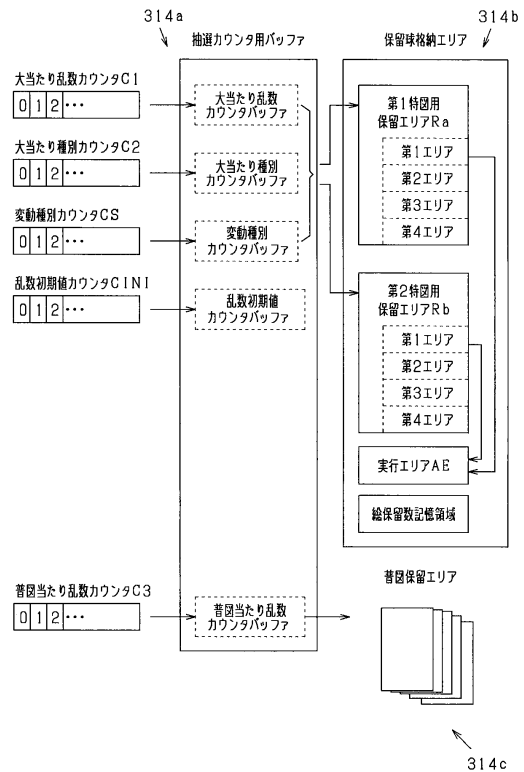 314a
314b
抽選カウンタ用バッファ
保留球格納エリア
大当たり乱数カウンタC1
0 1 2 ・・・
大当たり乱数
カウンタバッファ
大当たり種別カウンタC2
0 1 2 ・・・
大当たり種別
カウンタバッファ
変動種別カウンタCS
0 1 2 ・・・
変動種別
カウンタバッファ
乱数初期値カウンタCINI
0 1 2 ・・・
乱数初期値
カウンタバッファ
第1特図用
保留エリアRa
第1エリア
第2エリア
第3エリア
第4エリア
第2特図用
保留エリアRb
第1エリア
第2エリア
第3エリア
第4エリア
実行エリアAE
総保留数記憶領域
普図当たり乱数カウンタC3
0 1 2 ・・・
普図当たり乱数
カウンタバッファ
普図保留エリア
314c